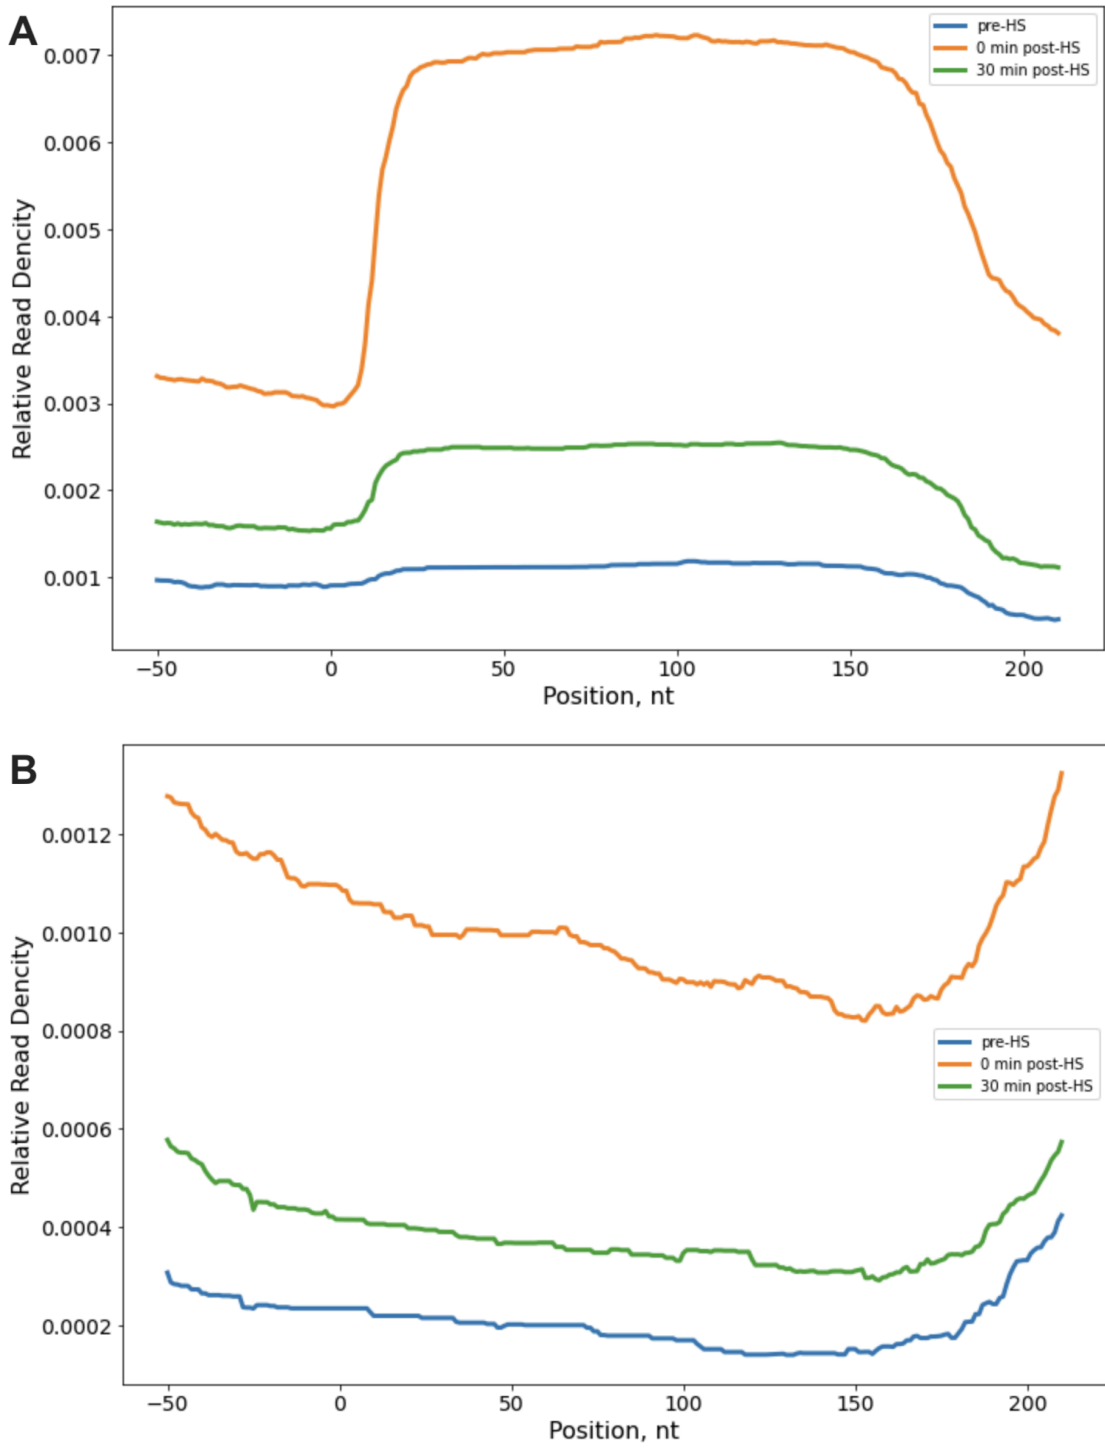 A
pre-HS
0 min post-HS
30 min post-HS
0.007
0.006
0.005
0.004
0.003
0.002
0.001
Relative Read Dencity
−50 0 50 100 150 200
Position, nt
B
0.0012
0.0010
0.0008
0.0006
0.0004
0.0002
Relative Read Dencity
pre-HS
0 min post-HS
30 min post-HS
−50 0 50 100 150 200
Position, nt